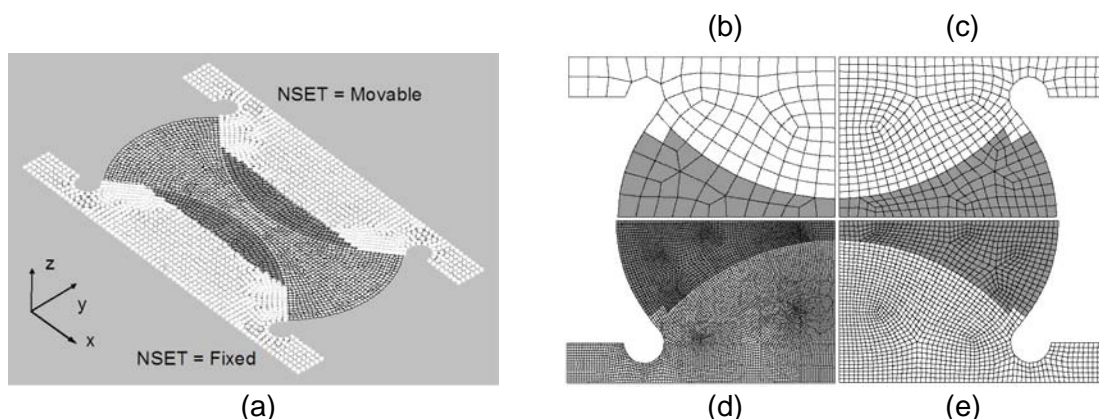 (b)
(c)
NSET = Movable
z
y
x
NSET = Fixed
(a)
(d)
(e)